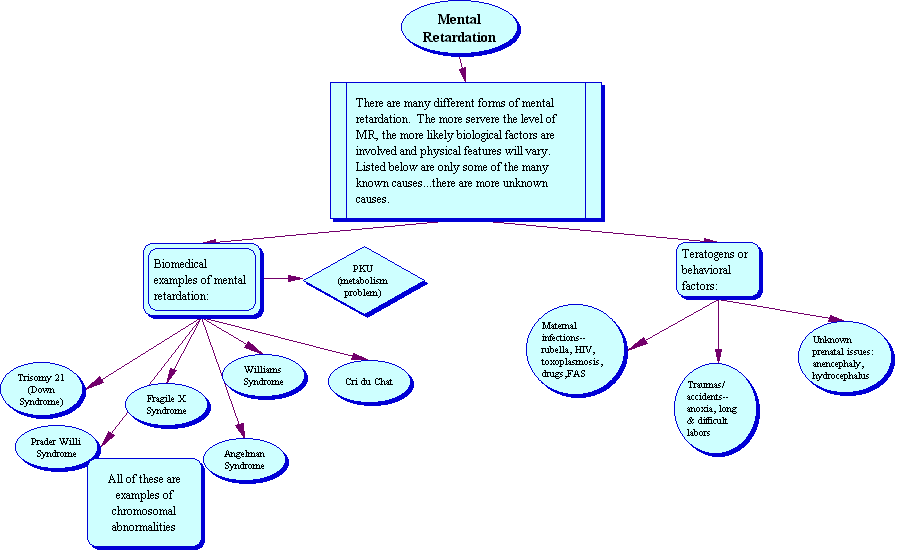 Mental
Retardation
There are many different forms of mental
retardation. The more servere the level of
MR, the more likely biological factors are
involved and physical features will vary.
Listed below are only some of the many
known causes...there are more unknown
causes.
Biomedical
examples of mental
retardation:
PKU
(metabolism
problem)
Teratogens or
behavioral
factors:
Maternal
infections--
rubella, HIV,
toxoplasmosis,
drugs,FAS
Traumas/
accidents--
anoxia, long
& difficult
labors
Unknown
prenatal issues:
anencephaly,
hydrocephalus
Trisomy 21
(Down
Syndrome)
Fragile X
Syndrome
Williams
Syndrome
Cri du Chat
Prader Willi
Syndrome
Angelman
Syndrome
All of these are
examples of
chromosomal
abnormalities